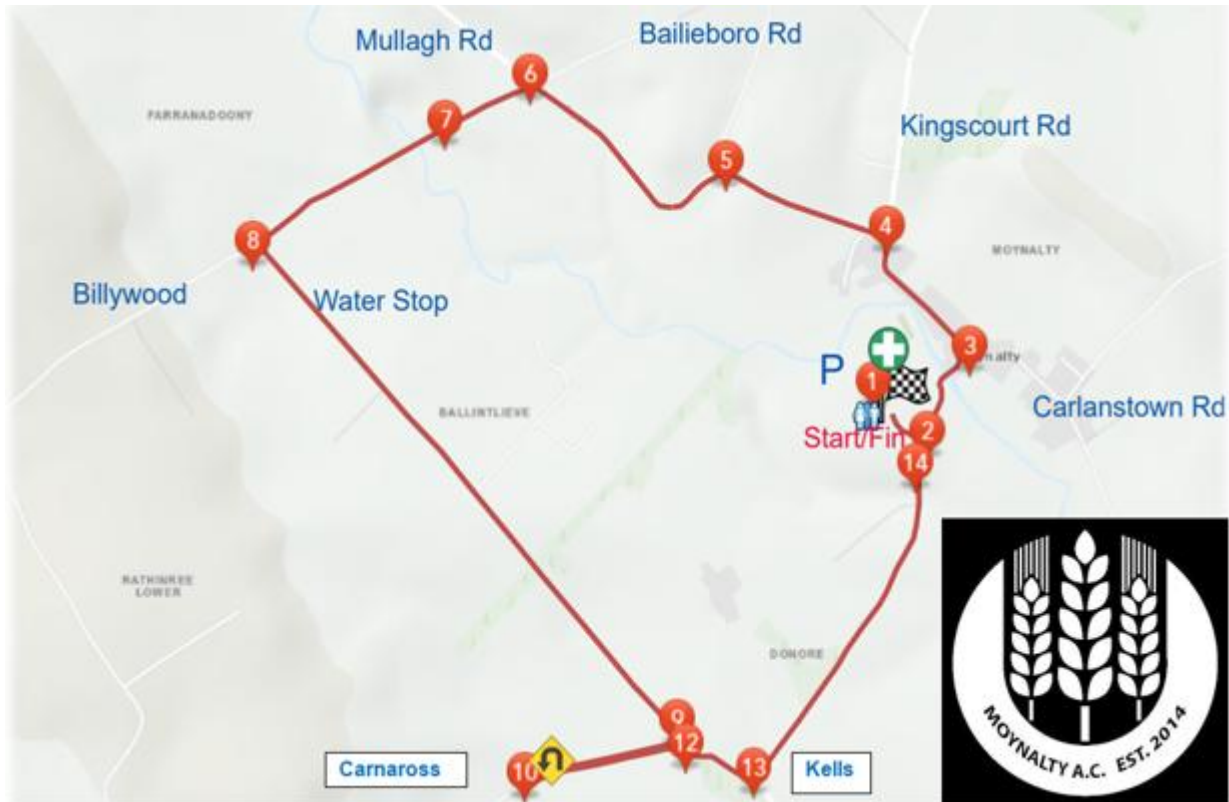 Mullagh Rd
Bailieboro Rd
6
FARRANADOONY
7
Kingscourt Rd
5
4
8
MOYNALTY
Billywood
Water Stop
3
nalty
P
1
BALLINTLIEVE
Carlanstown Rd
Start/Fin
2
14
RATHINREE
LOWER
DONORE
9
12
Carnaross
10
13
Kells
MOYNALTY A.C. EST. 2014